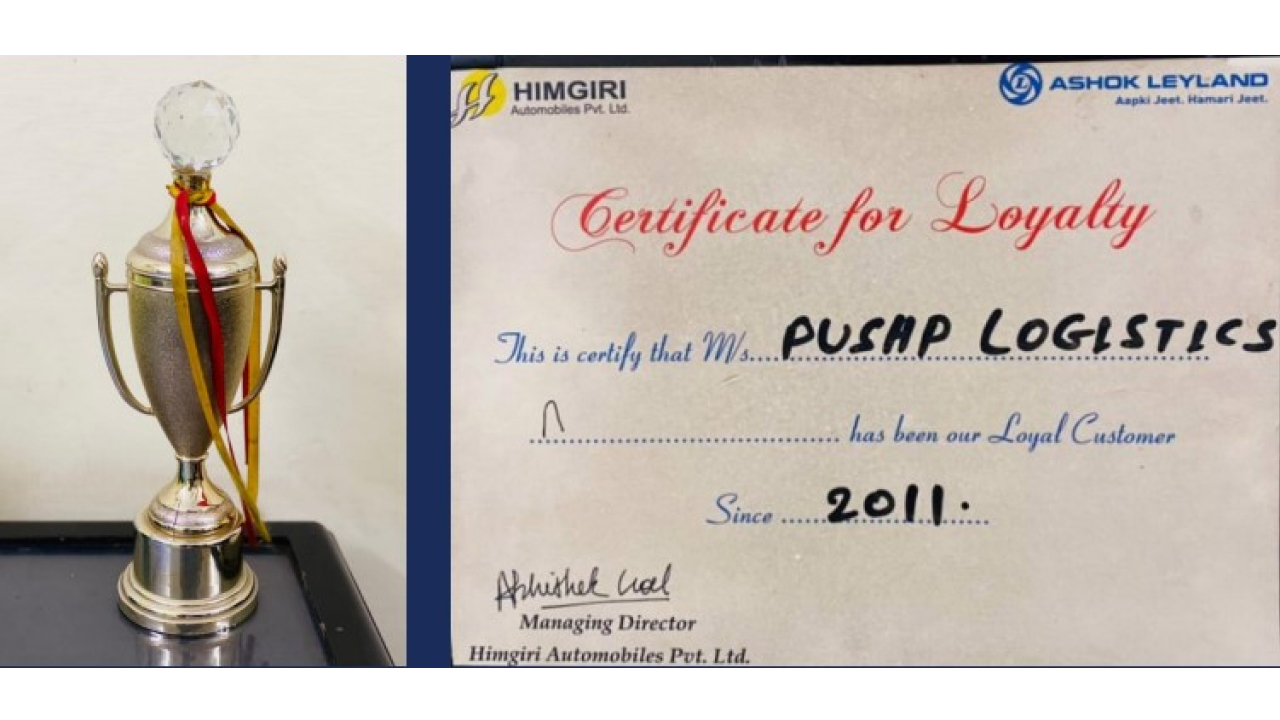 HIMGIRI
Automobiles Pvt. Ltd.
ASHOK LEYLAND
Aapki Jeet. Hamari Jeet.
Certificate for Loyalty
This is certify that M/s....PUSHP LOGISTICS
has been our Loyal Customer
Since ......2011.
Abhishek Goel
Managing Director
Himgiri Automobiles Pvt. Ltd.